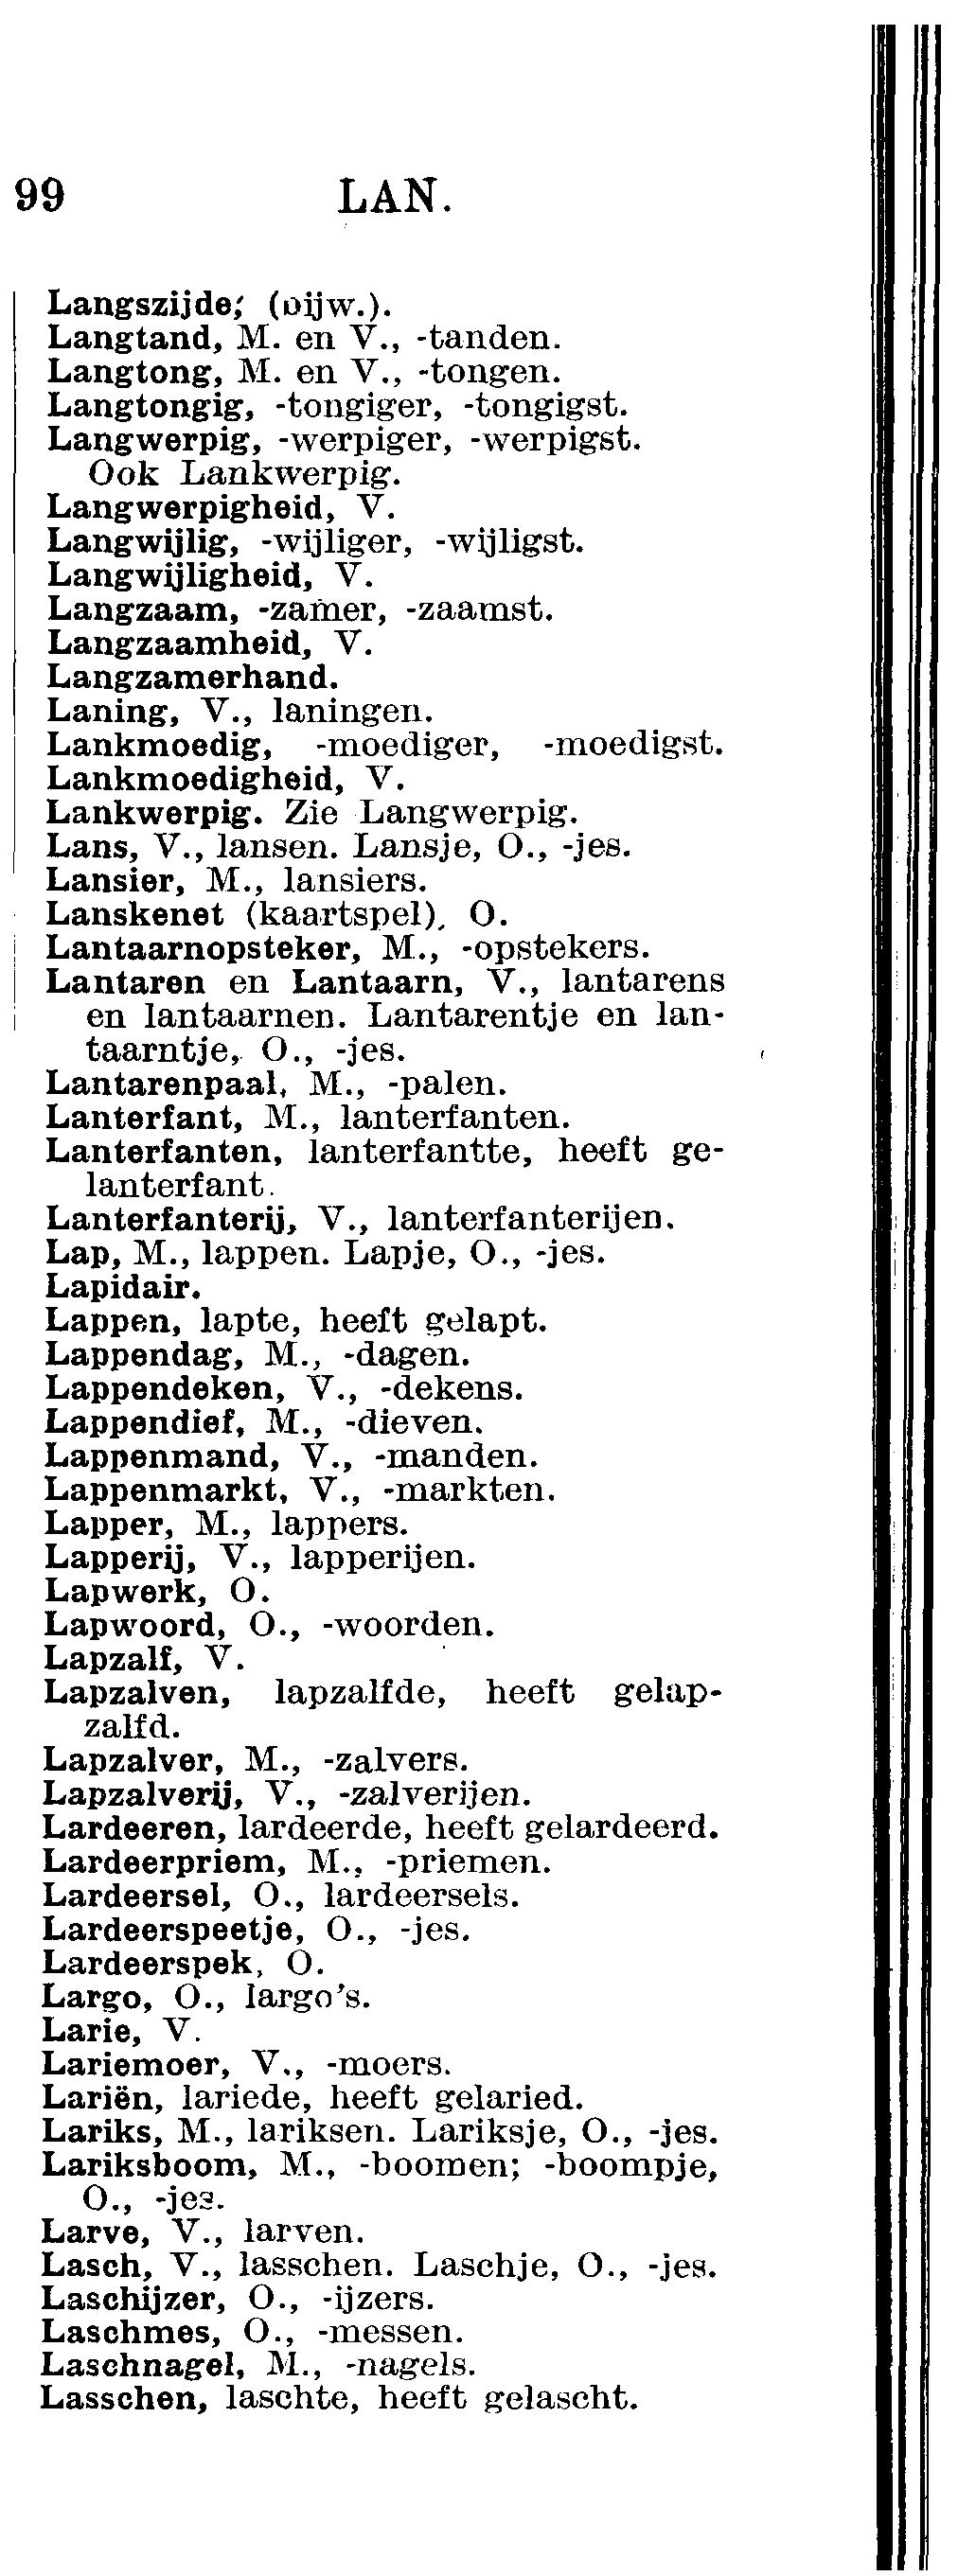 99 LAN.
Langszijde, (bijw.).
Langtand, M. en V., -tanden.
Langtong, M. en V., -tongen.
Langtongig, -tongiger, -tongigst.
Langwerpig, -werpiger, -werpigst.
Ook Lankwerpig.
Langwerpigheid, V.
Langwijlig, -wijliger, -wijligst.
Langwijligheid, V.
Langzaam, -zamer, -zaamst.
Langzaamheid, V.
Langzamerhand.
Laning, V., laningen.
Lankmoedig, -moediger, -moedigst.
Lankmoedigheid, V.
Lankwerpig. Zie Langwerpig.
Lans, V., lansen. Lansje, O., -jes.
Lansier, M., lansiers.
Lanskenet (kaartspel), O.
Lantaarnopsteker, M., -opstekers.
Lantaren en Lantaarn, V., lantarens
en lantaarnen. Lantarentje en lan-
taarntje, O., -jes.
Lantarenpaal, M., -palen.
Lanterfant, M., lanterfanten.
Lanterfanten, lanterfantte, heeft ge-
lanterfant.
Lanterfanterij, V., lanterfanterijen.
Lap, M., lappen. Lapje, O., -jes.
Lapidair.
Lappen, lapte, heeft gelapt.
Lappendag, M., -dagen.
Lappendeken, V., -dekens.
Lappendief, M., -dieven.
Lappenmand, V., -manden.
Lappenmarkt, V., -markten.
Lapper, M., lappers.
Lapperij, V., lapperijen.
Lapwerk, O.
Lapwoord, O., -woorden.
Lapzalf, V.
Lapzalven, lapzalfde, heeft gelap-
zalfd.
Lapzalver, M., -zalvers.
Lapzalverij, V., -zalverijen.
Lardeeren, lardeerde, heeft gelardeerd.
Lardeerpriem, M., -priemen.
Lardeersel, O., lardeersels.
Lardeerspeetje, O., -jes.
Lardeerspek, O.
Largo, O., largo's.
Larie, V.
Lariemoer, V., -moers.
Lariën, lariede, heeft gelaried.
Lariks, M., lariksen. Lariksje, O., -jes.
Lariksboom, M., -boomen; -boompje,
O., -jes.
Larve, V., larven.
Lasch, V., lasschen. Laschje, O., -jes.
Laschijzer, O., -ijzers.
Laschmes, O., -messen.
Laschnagel, M., -nagels.
Lasschen, laschte, heeft gelascht.